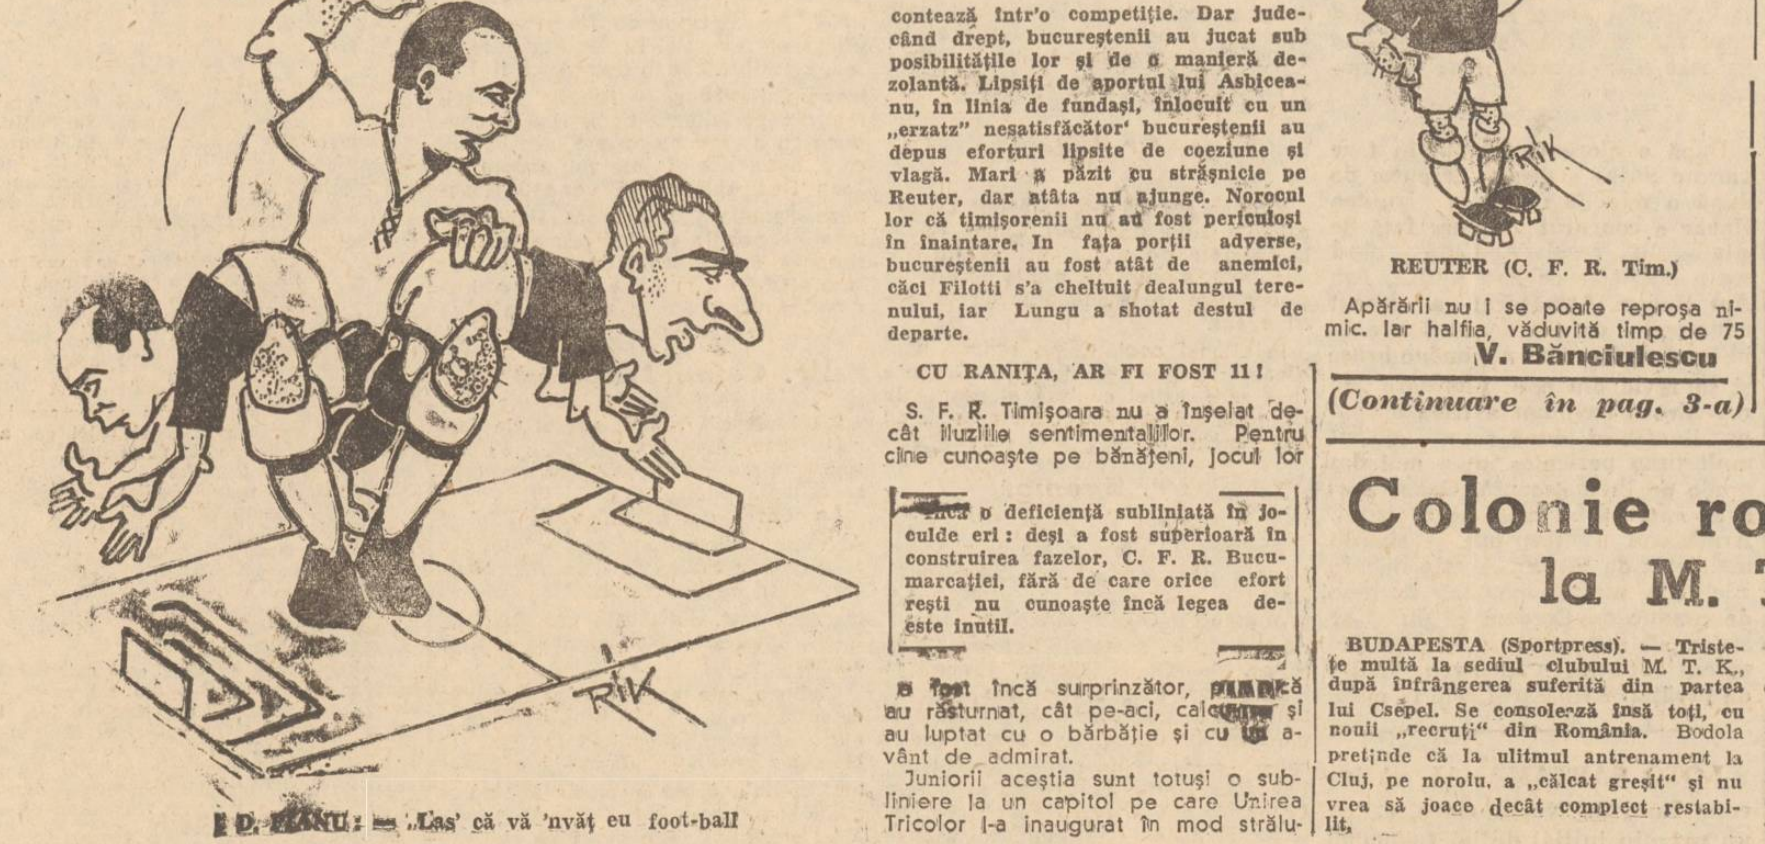 RIK
D. PIANU: — „Las' că vă 'nvăț eu foot-ball
contează într'o competiție. Dar jude-
când drept, bucureștenii au jucat sub
posibilitățile lor și de o manieră de-
zolantă. Lipsiți de aportul lui Asbicea-
nu, în linia de fundași, înlocuit cu un
„erzatz” nesatisfăcător‘ bucureștenii au
depus eforturi lipsite de coeziune și
vlagă. Mari a păzit cu strășnicie pe
Reuter, dar atâta nu ajunge. Norocul
lor că timișorenii nu au fost periculoși
în înaintare. In fața porții adverse,
bucureștenii au fost atât de anemici,
căci Filotti s'a cheltuit dealungul tere-
nului, iar Lungu a shotat destul de
departe.
CU RANIȚA, AR FI FOST 11!
S. F. R. Timișoara nu a înșelat de-
cât iluziile sentimentalilor. Pentru
cine cunoaște pe bănățeni, jocul lor
Încă o deficiență subliniată în jo-
culde eri: deși a fost superioară în
construirea fazelor, C. F. R. Bucu-
marcației, fără de care orice efort
rești nu cunoaște încă legea de-
este inutil.
a fost încă surprinzător, că
au răsturnat, cât pe-aci, și
au luptat cu o bărbăție și cu un a-
vânt de admirat.
Juniorii aceștia sunt totuși o sub-
liniere la un capitol pe care Unirea
Tricolor l-a inaugurat în mod strălu-
RIK
REUTER (C. F. R. Tim.)
Apărării nu i se poate reproșa ni-
mic. Iar halfia, văduvită timp de 75
V. Bănciulescu
(Continuare în pag. 3-a)
Colonie ro
la M.
BUDAPESTA (Sportpress). — Triste-
țe multă la sediul clubului M. T. K.,
după înfrângerea suferită din partea
lui Csepel. Se consolează însă toți, cu
nouii „recruți“ din România. Bodola
pretinde că la ulitmul antrenament la
Cluj, pe noroiu, a „călcat greșit“ și nu
vrea să joace decât complect restabi-
lit,